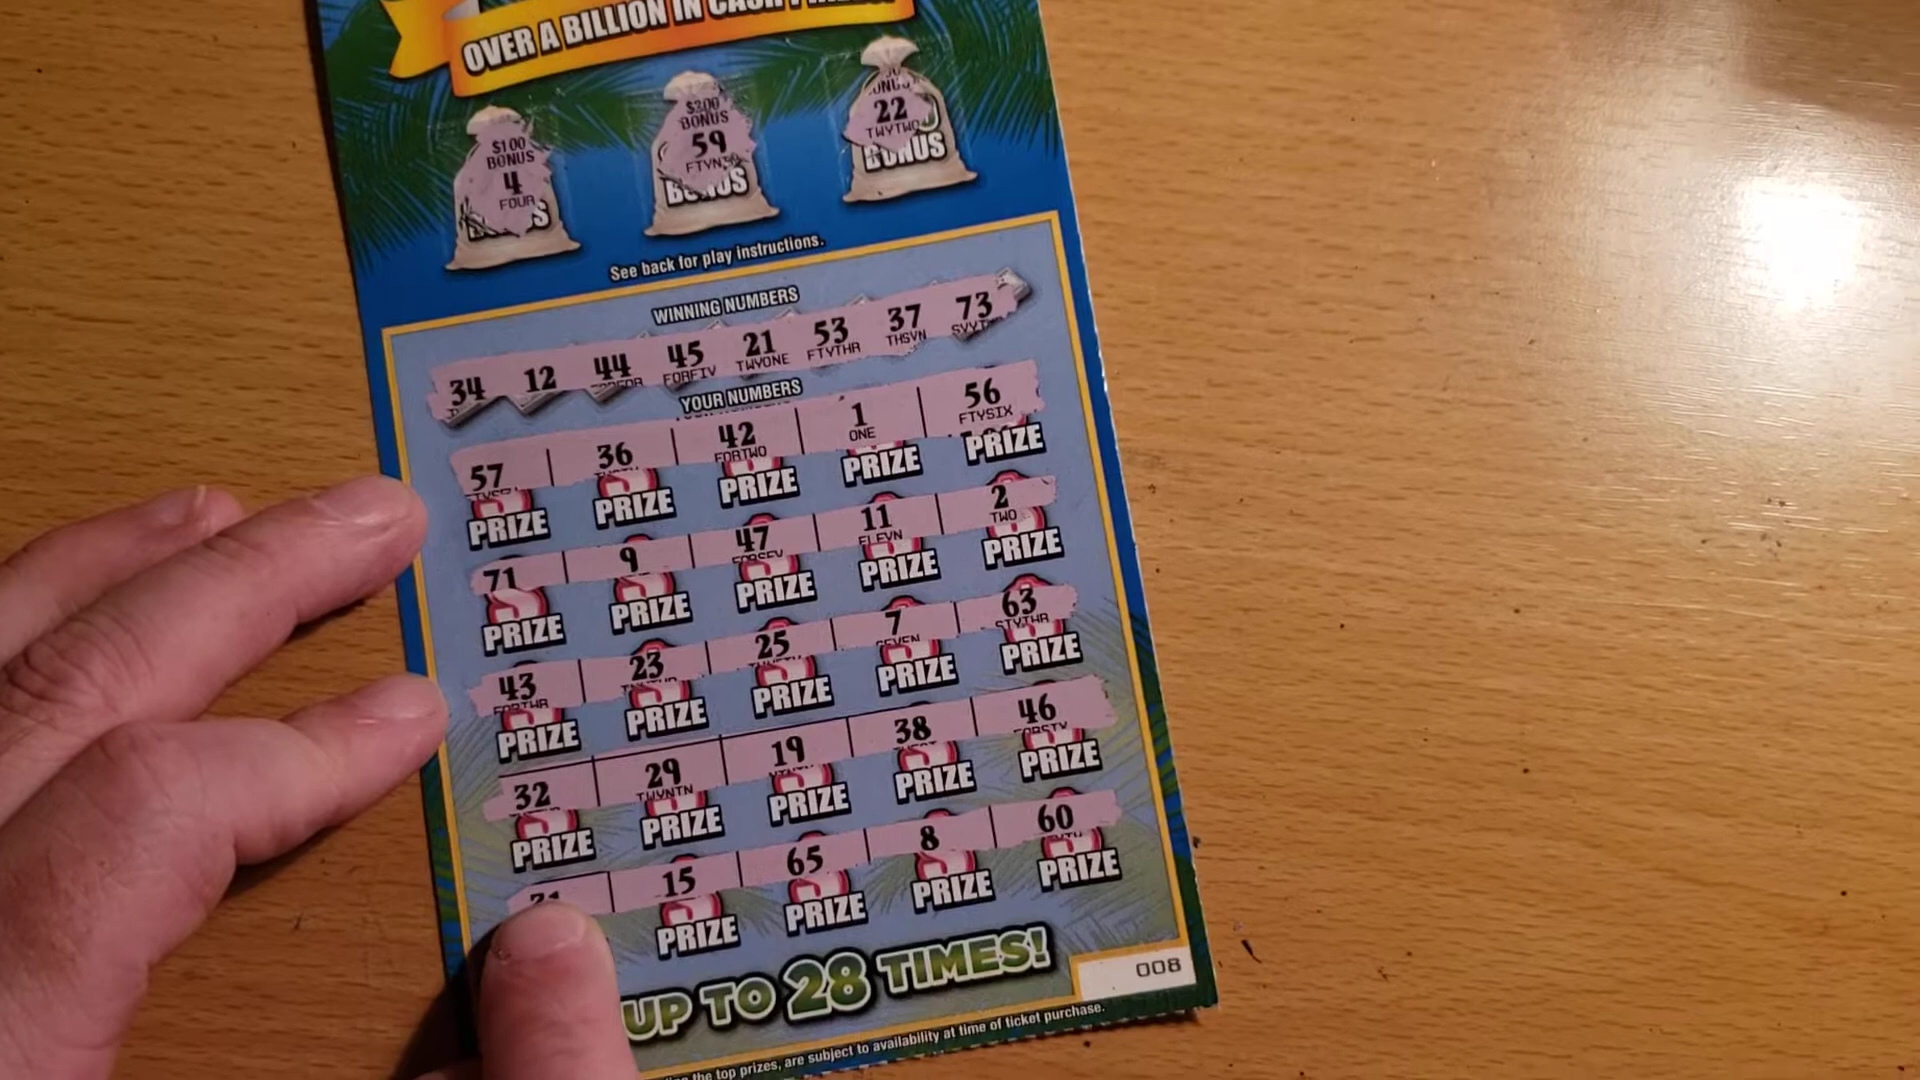 OVER A BILLION IN CASH
$100 BONUS 4 FOUR
$300 BONUS 59 BONUS
22 TWYTWO BONUS
See back for play instructions.
WINNING NUMBERS
34 12 44 45 21 53 37 73
FORFIV TWYONE FTYTHR THSVN
YOUR NUMBERS
57 36 42 1 56
FORTWO ONE FTYSIX
PRIZE PRIZE PRIZE PRIZE PRIZE
71 9 47 11 2
ELEVN TWO
PRIZE PRIZE PRIZE PRIZE PRIZE
43 23 25 7 63
SEVEN
PRIZE PRIZE PRIZE PRIZE PRIZE
32 29 19 38 46
TWYNTN
PRIZE PRIZE PRIZE PRIZE PRIZE
15 65 8 60
PRIZE PRIZE PRIZE PRIZE
UP TO 28 TIMES!
008
the top prizes, are subject to availability at time of ticket purchase.